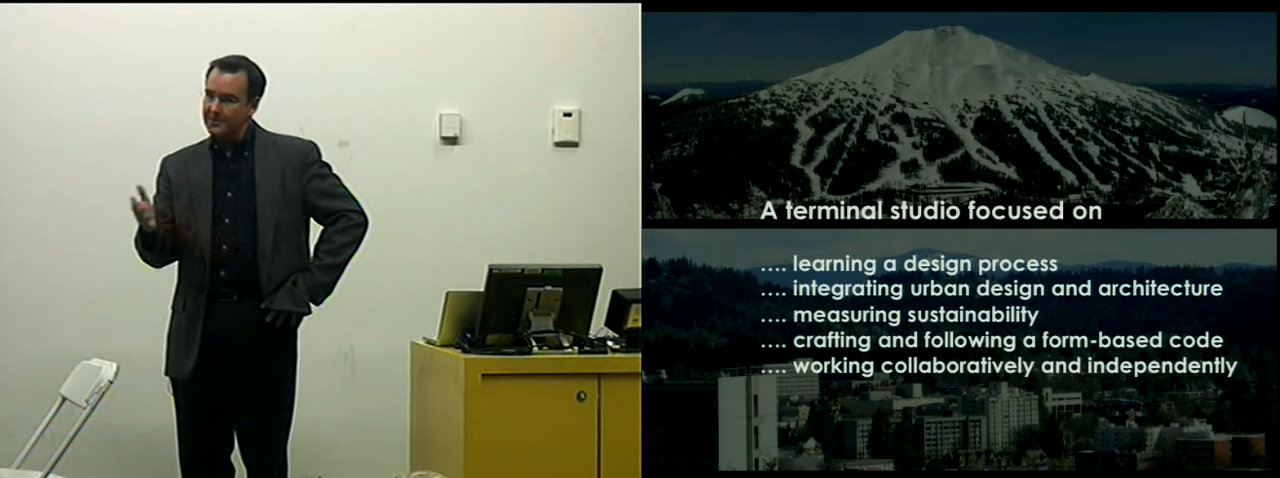 A terminal studio focused on
.... learning a design process
.... integrating urban design and architecture
.... measuring sustainability
.... crafting and following a form-based code
.... working collaboratively and independently